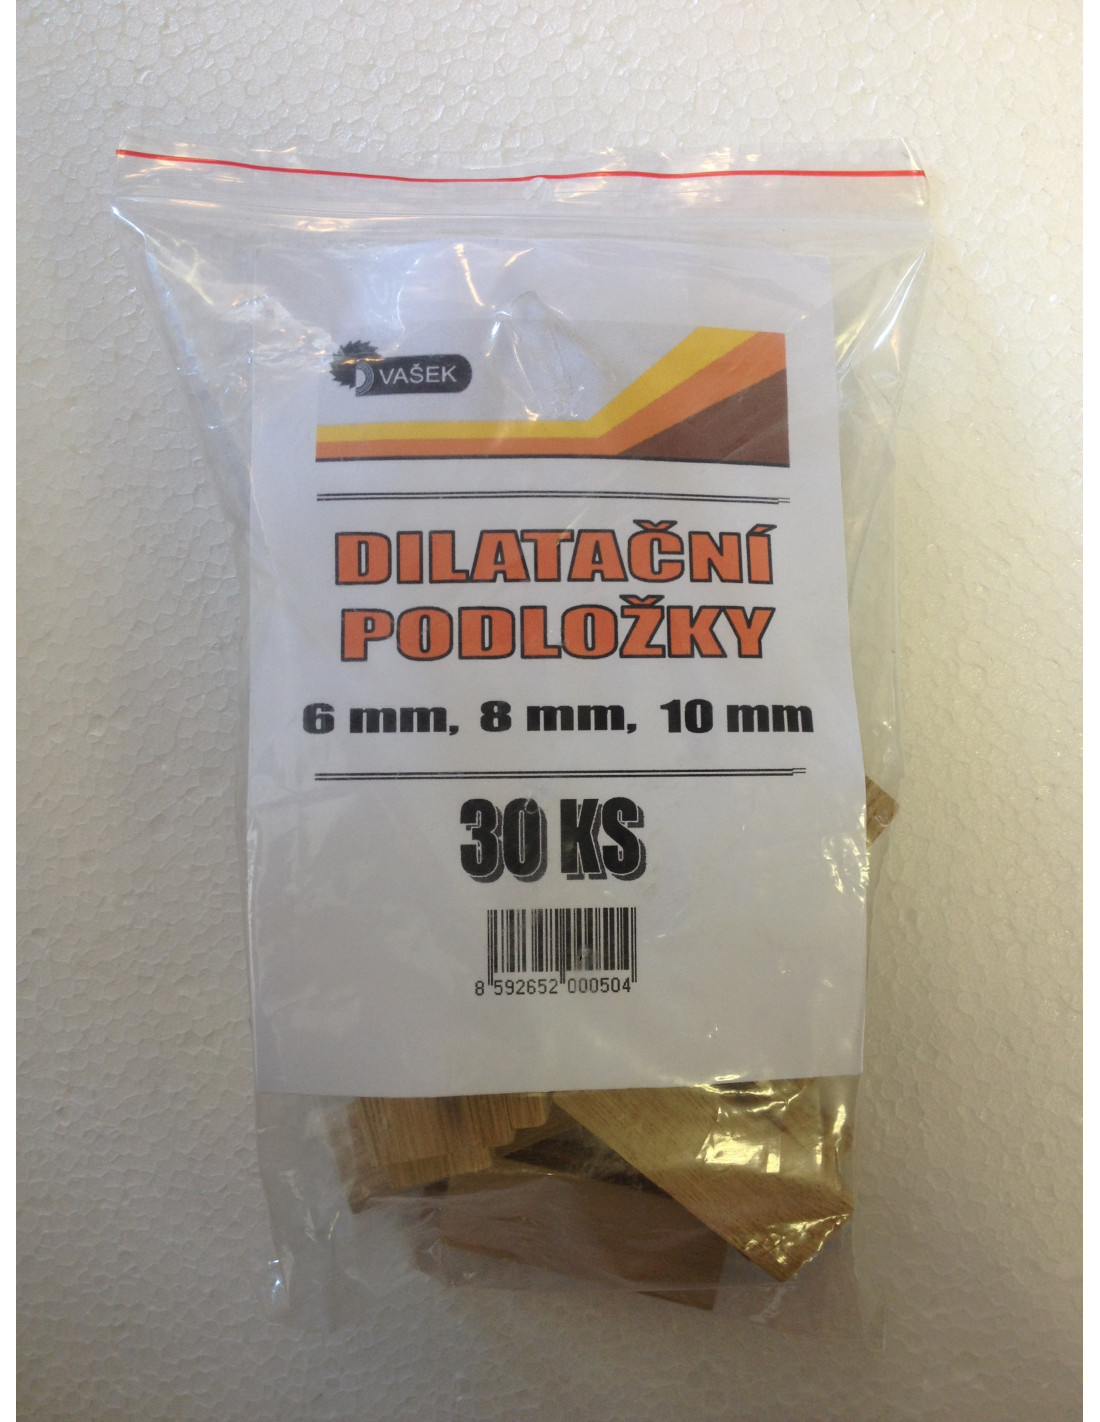 VAŠEK
DILATAČNÍ
PODLOŽKY
6 mm, 8 mm, 10 mm
30 KS
8 592652 000504